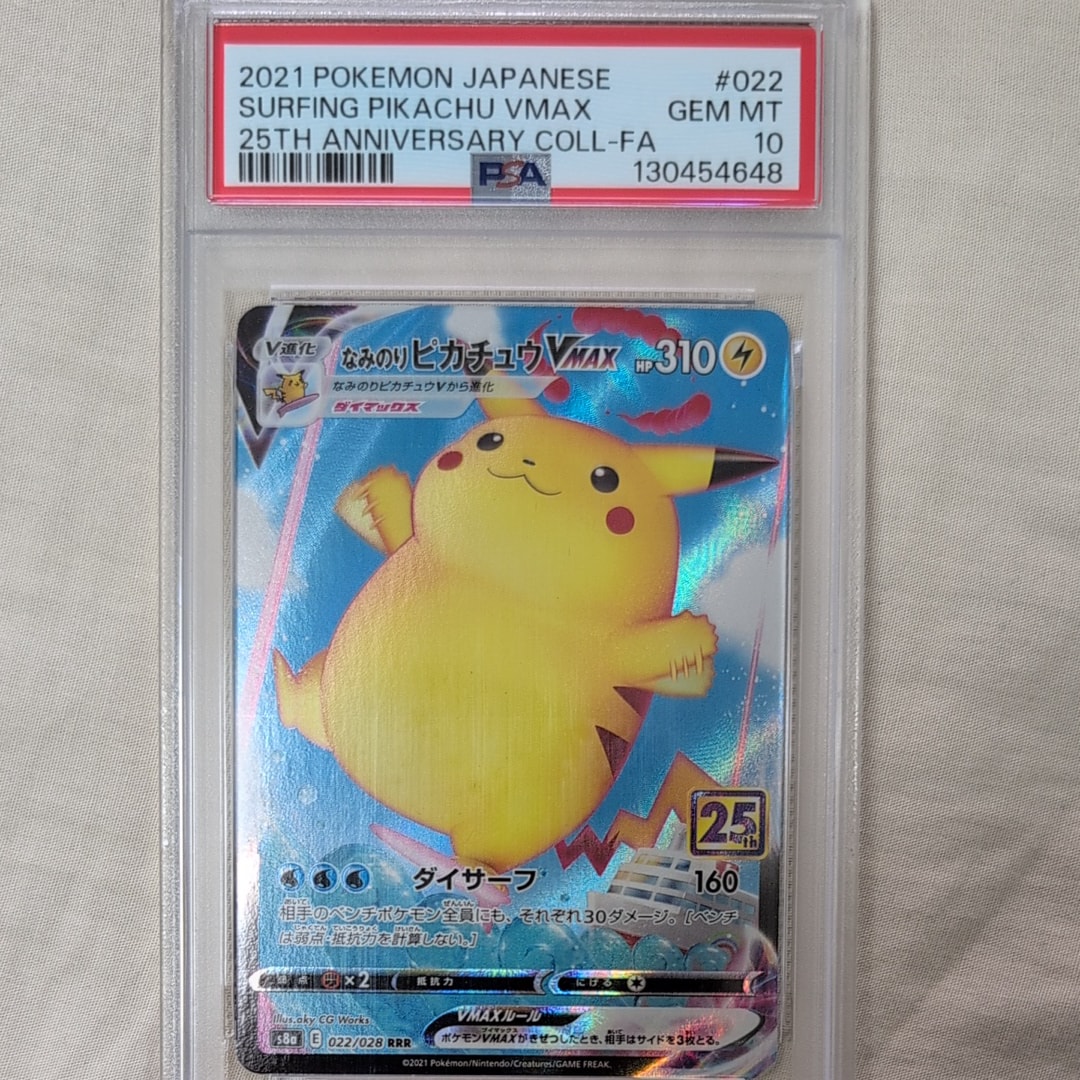 2021 POKEMON JAPANESE #022
SURFING PIKACHU VMAX GEM MT
25TH ANNIVERSARY COLL-FA 10
PSA 130454648
V進化 なみのりピカチュウVMAX HP310
なみのりピカチュウVから進化
ダイマックス
25th
ダイサーフ 160
相手のベンチポケモン全員にも、それぞれ30ダメージ。[ベンチ
は弱点・抵抗力を計算しない。]
弱点 ×2 抵抗力 にげる
Illus.aky CG Works VMAXルール
s8a E 022/028 RRR ポケモンVMAXがきぜつしたとき、相手はサイドを3枚とる。
©2021 Pokémon/Nintendo/Creatures/GAME FREAK.